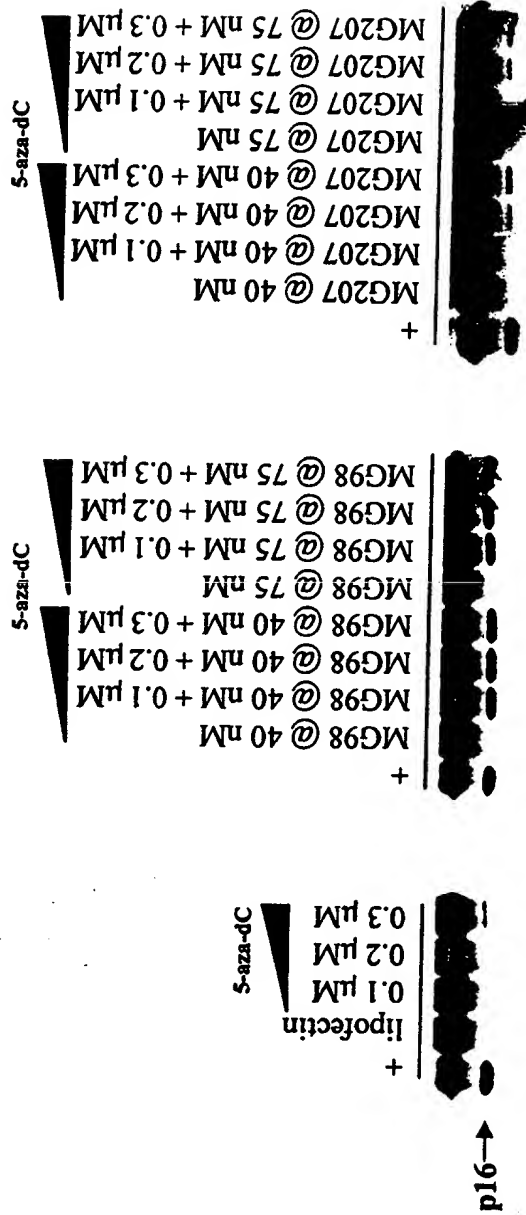 5-aza-dC
+
lipofectin
0.1 µM
0.2 µM
0.3 µM
p16→
5-aza-dC
+
MG98 @ 40 nM
MG98 @ 40 nM + 0.1 µM
MG98 @ 40 nM + 0.2 µM
MG98 @ 40 nM + 0.3 µM
MG98 @ 75 nM
MG98 @ 75 nM + 0.1 µM
MG98 @ 75 nM + 0.2 µM
MG98 @ 75 nM + 0.3 µM
5-aza-dC
+
MG207 @ 40 nM
MG207 @ 40 nM + 0.1 µM
MG207 @ 40 nM + 0.2 µM
MG207 @ 40 nM + 0.3 µM
MG207 @ 75 nM
MG207 @ 75 nM + 0.1 µM
MG207 @ 75 nM + 0.2 µM
MG207 @ 75 nM + 0.3 µM